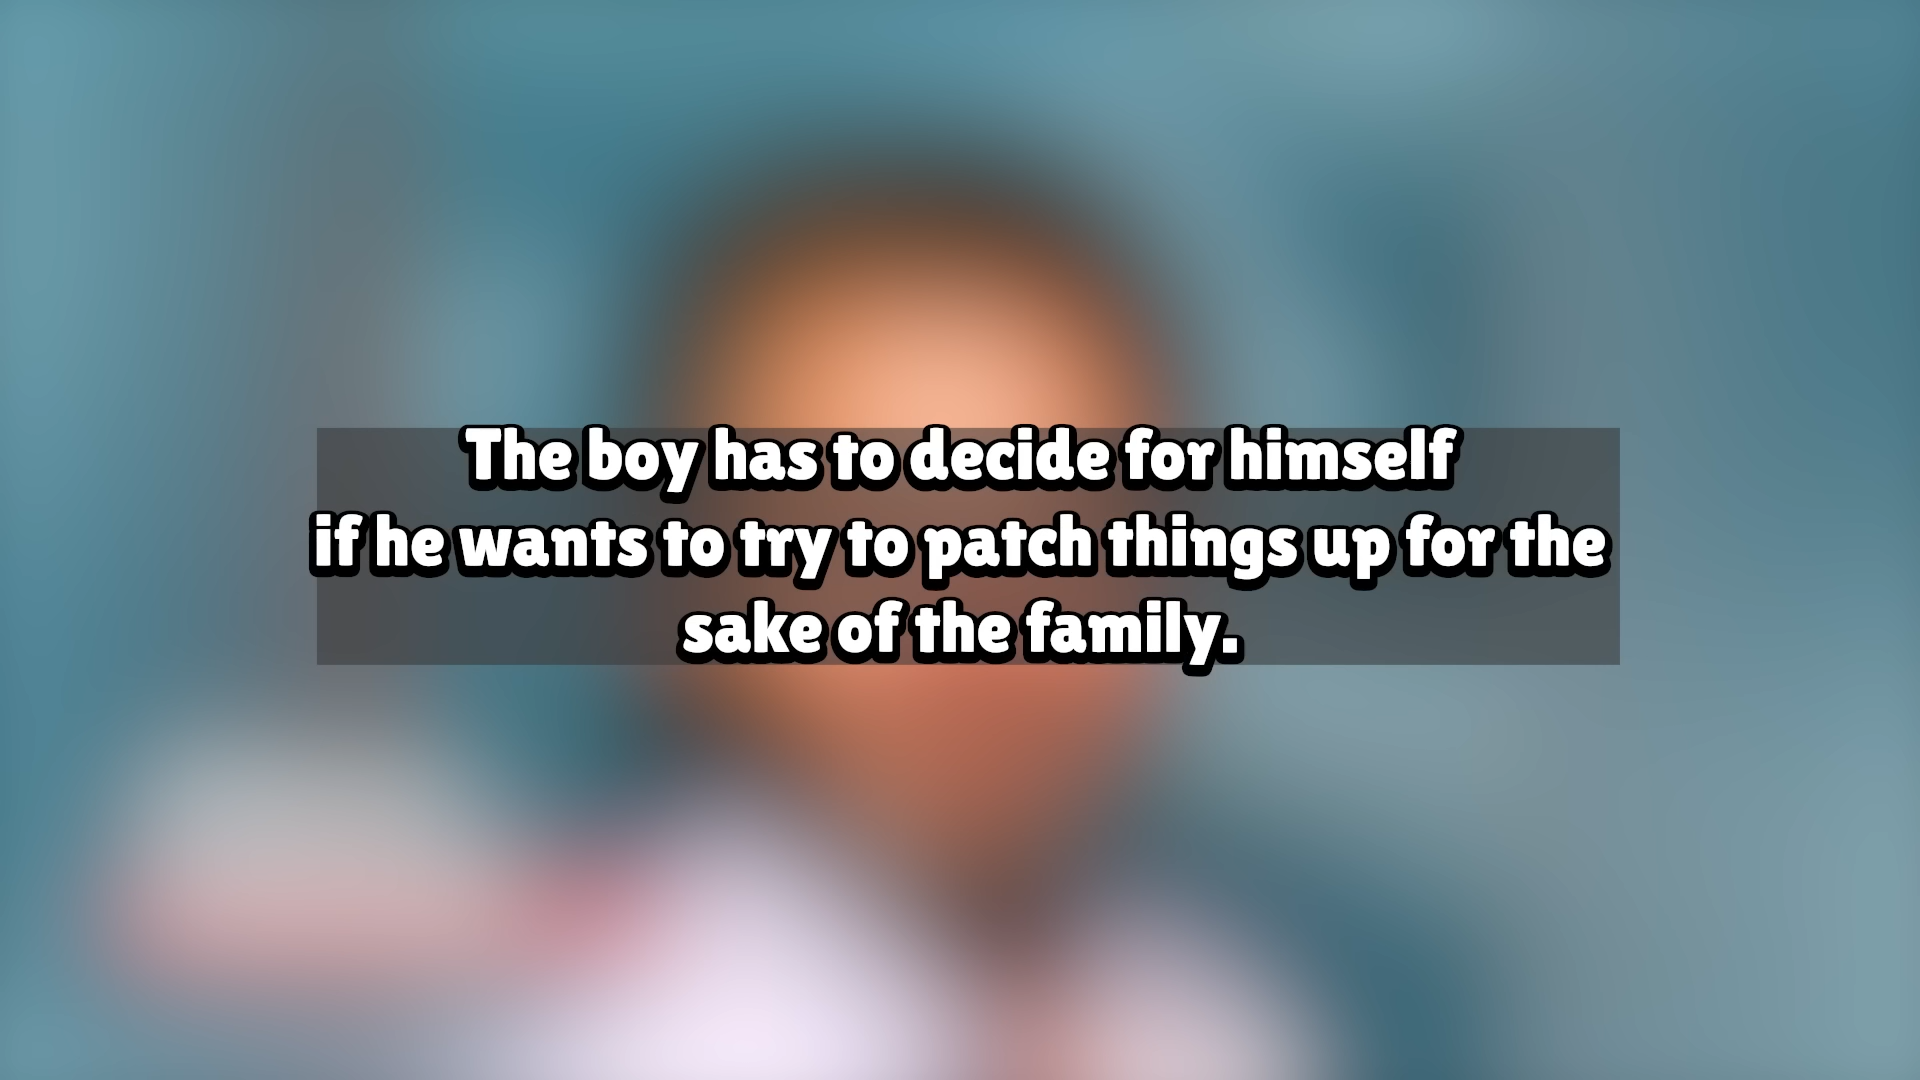 The boy has to decide for himself
if he wants to try to patch things up for the
sake of the family.